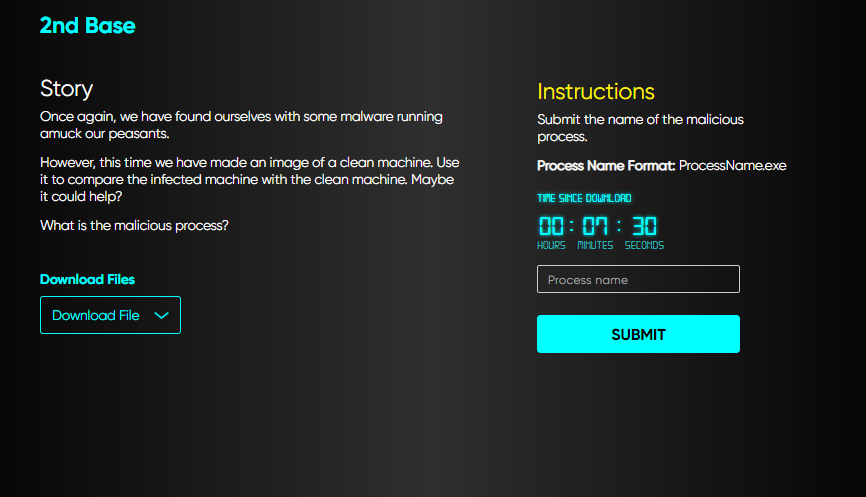 2nd Base
Story
Once again, we have found ourselves with some malware running
amuck our peasants.
However, this time we have made an image of a clean machine. Use
it to compare the infected machine with the clean machine. Maybe
it could help?
What is the malicious process?
Download Files
Download File
Instructions
Submit the name of the malicious
process.
Process Name Format: ProcessName.exe
TIME SINCE DOWNLOAD
00 : 07 : 30
HOURS MINUTES SECONDS
Process name
SUBMIT